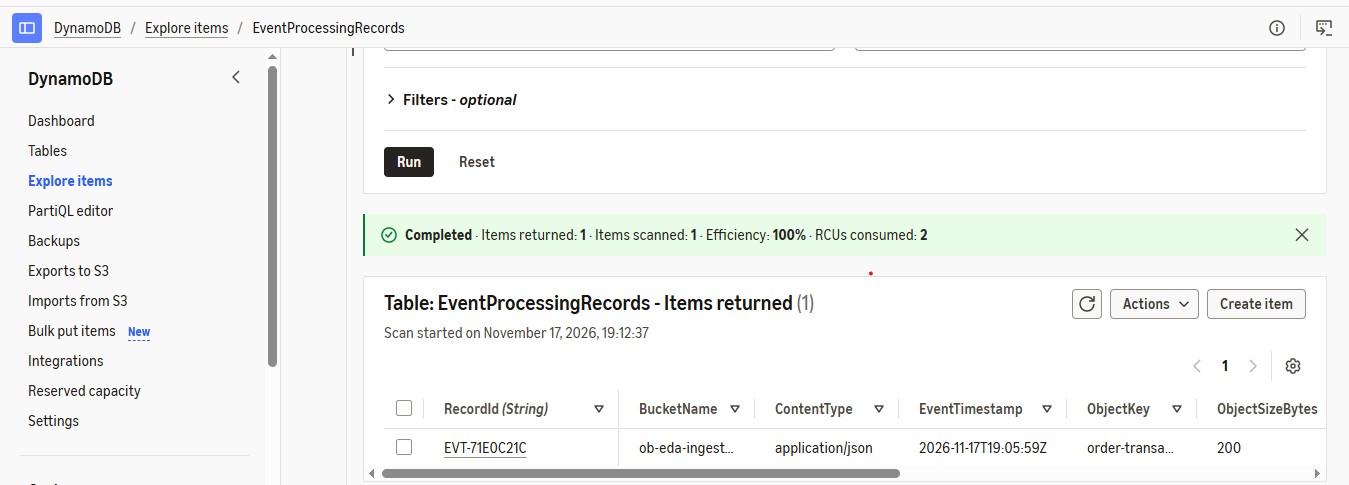 DynamoDB / Explore items / EventProcessingRecords
DynamoDB
Dashboard
Tables
Explore items
PartiQL editor
Backups
Exports to S3
Imports from S3
Bulk put items New
Integrations
Reserved capacity
Settings
Filters - optional
Run Reset
Completed · Items returned: 1 · Items scanned: 1 · Efficiency: 100% · RCUs consumed: 2
Table: EventProcessingRecords - Items returned (1)
Actions Create item
Scan started on November 17, 2026, 19:12:37
1
RecordId (String) BucketName ContentType EventTimestamp ObjectKey ObjectSizeBytes
EVT-71E0C21C ob-eda-ingest... application/json 2026-11-17T19:05:59Z order-transa... 200